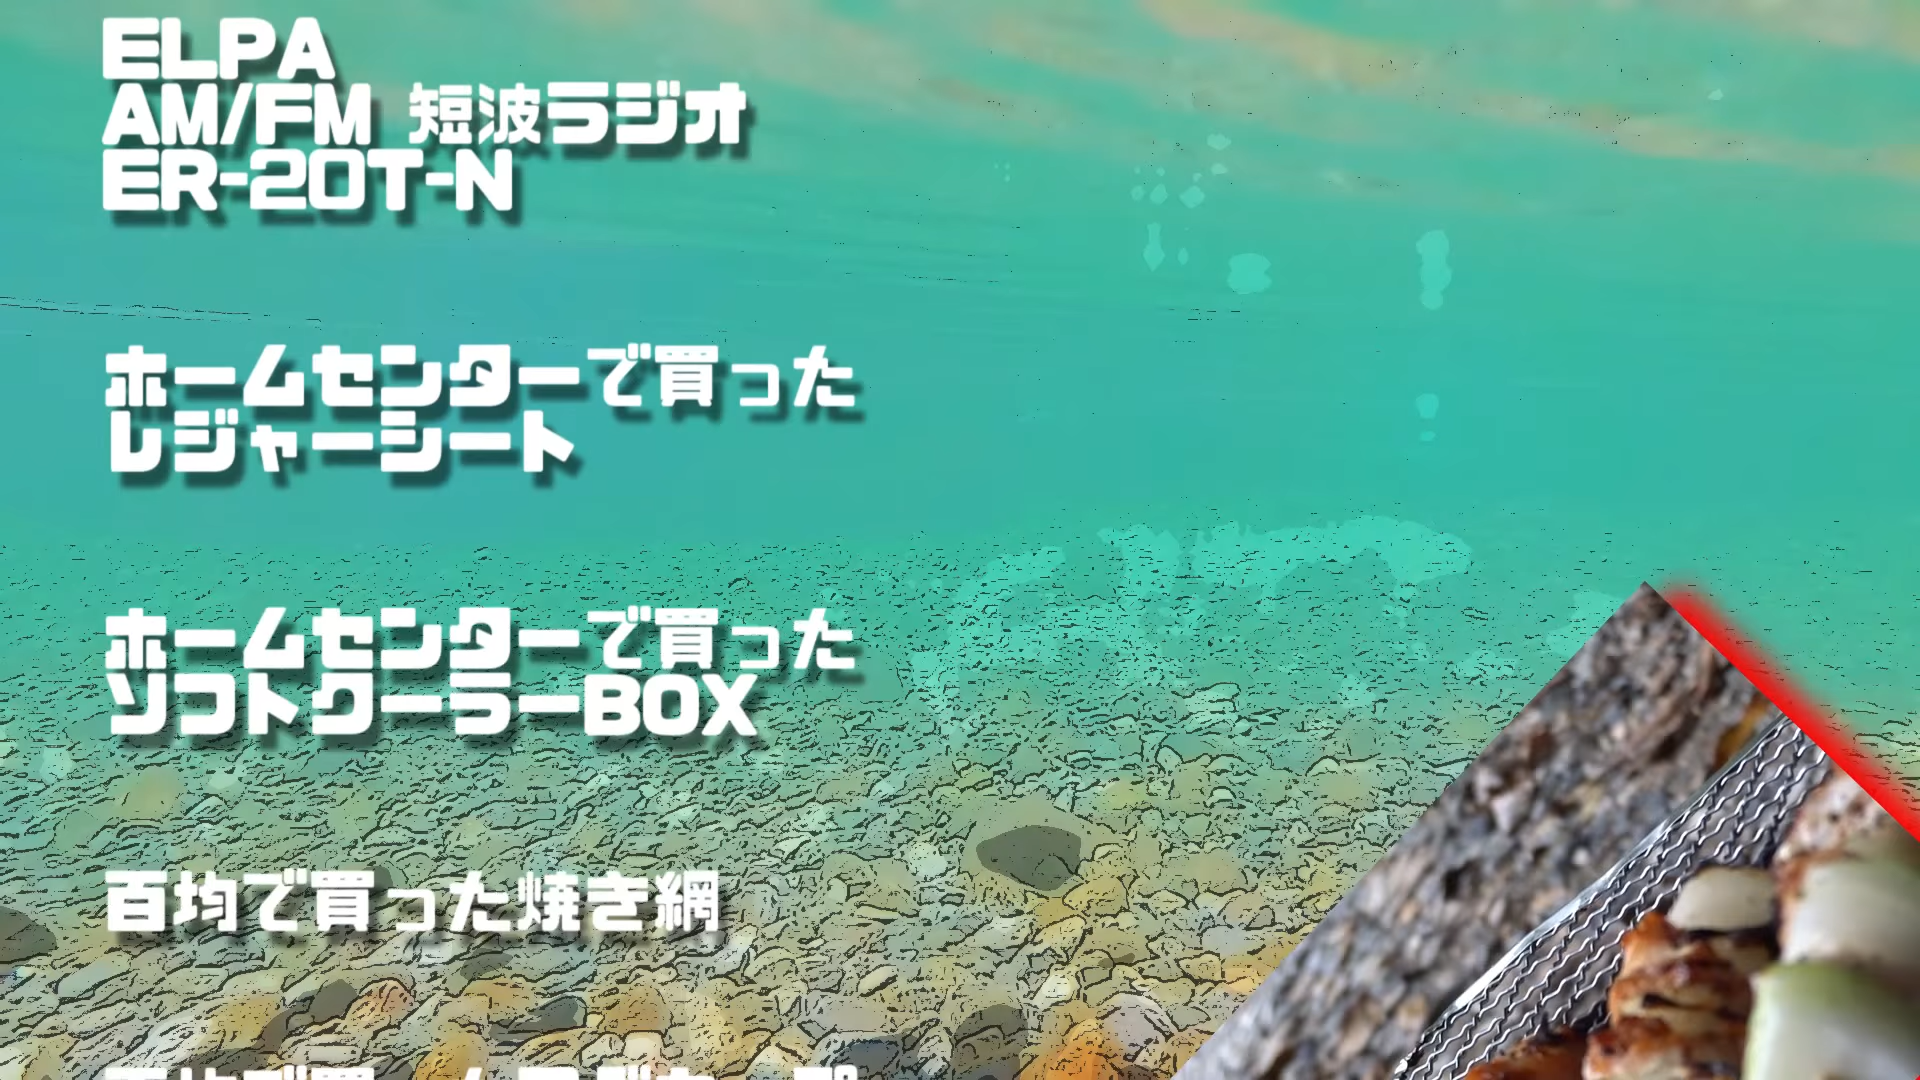 ELPA
AM/FM 短波ラジオ
ER-20T-N
ホームセンターで買った
レジャーシート
ホームセンターで買った
ソフトクーラーBOX
百均で買った焼き網